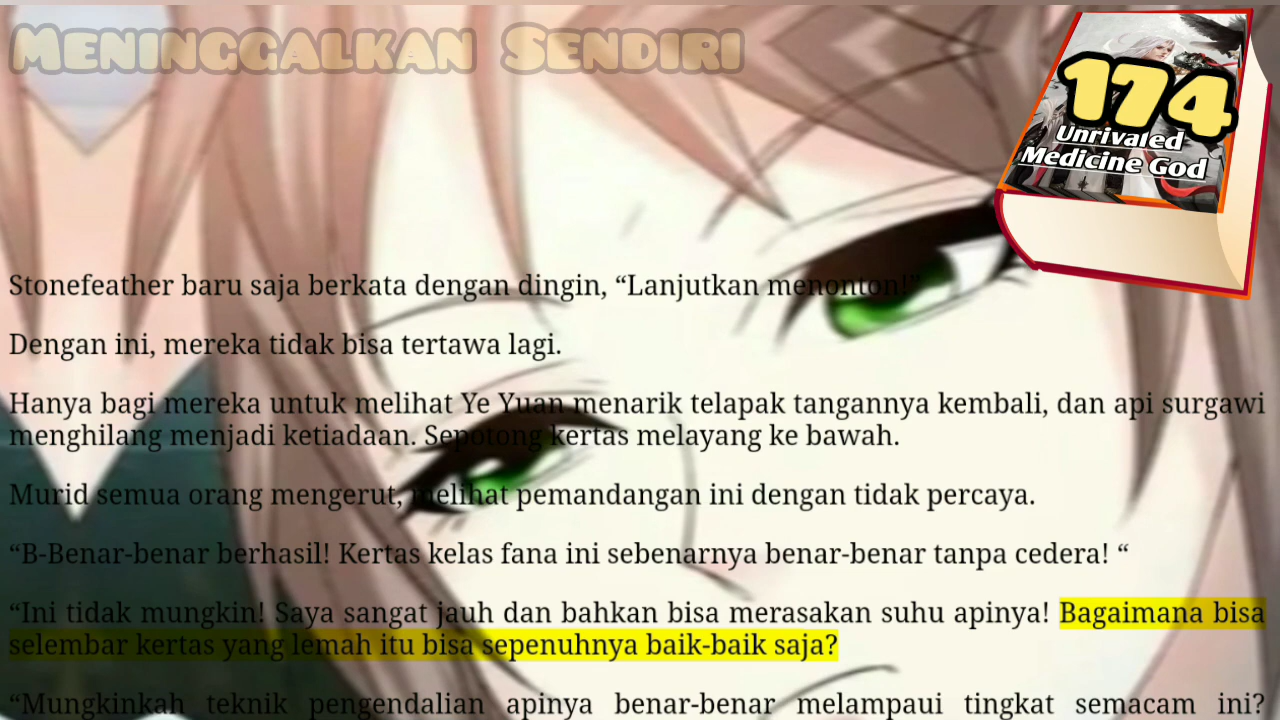 Meninggalkan Sendiri
174
Unrivaled
Medicine God
Stonefeather baru saja berkata dengan dingin, “Lanjutkan menonton!”
Dengan ini, mereka tidak bisa tertawa lagi.
Hanya bagi mereka untuk melihat Ye Yuan menarik telapak tangannya kembali, dan api surgawi
menghilang menjadi ketiadaan. Sepotong kertas melayang ke bawah.
Murid semua orang mengerut, melihat pemandangan ini dengan tidak percaya.
“B-Benar-benar berhasil! Kertas kelas fana ini sebenarnya benar-benar tanpa cedera! “
“Ini tidak mungkin! Saya sangat jauh dan bahkan bisa merasakan suhu apinya! Bagaimana bisa
selembar kertas yang lemah itu bisa sepenuhnya baik-baik saja?
“Mungkinkah teknik pengendalian apinya benar-benar melampaui tingkat semacam ini?